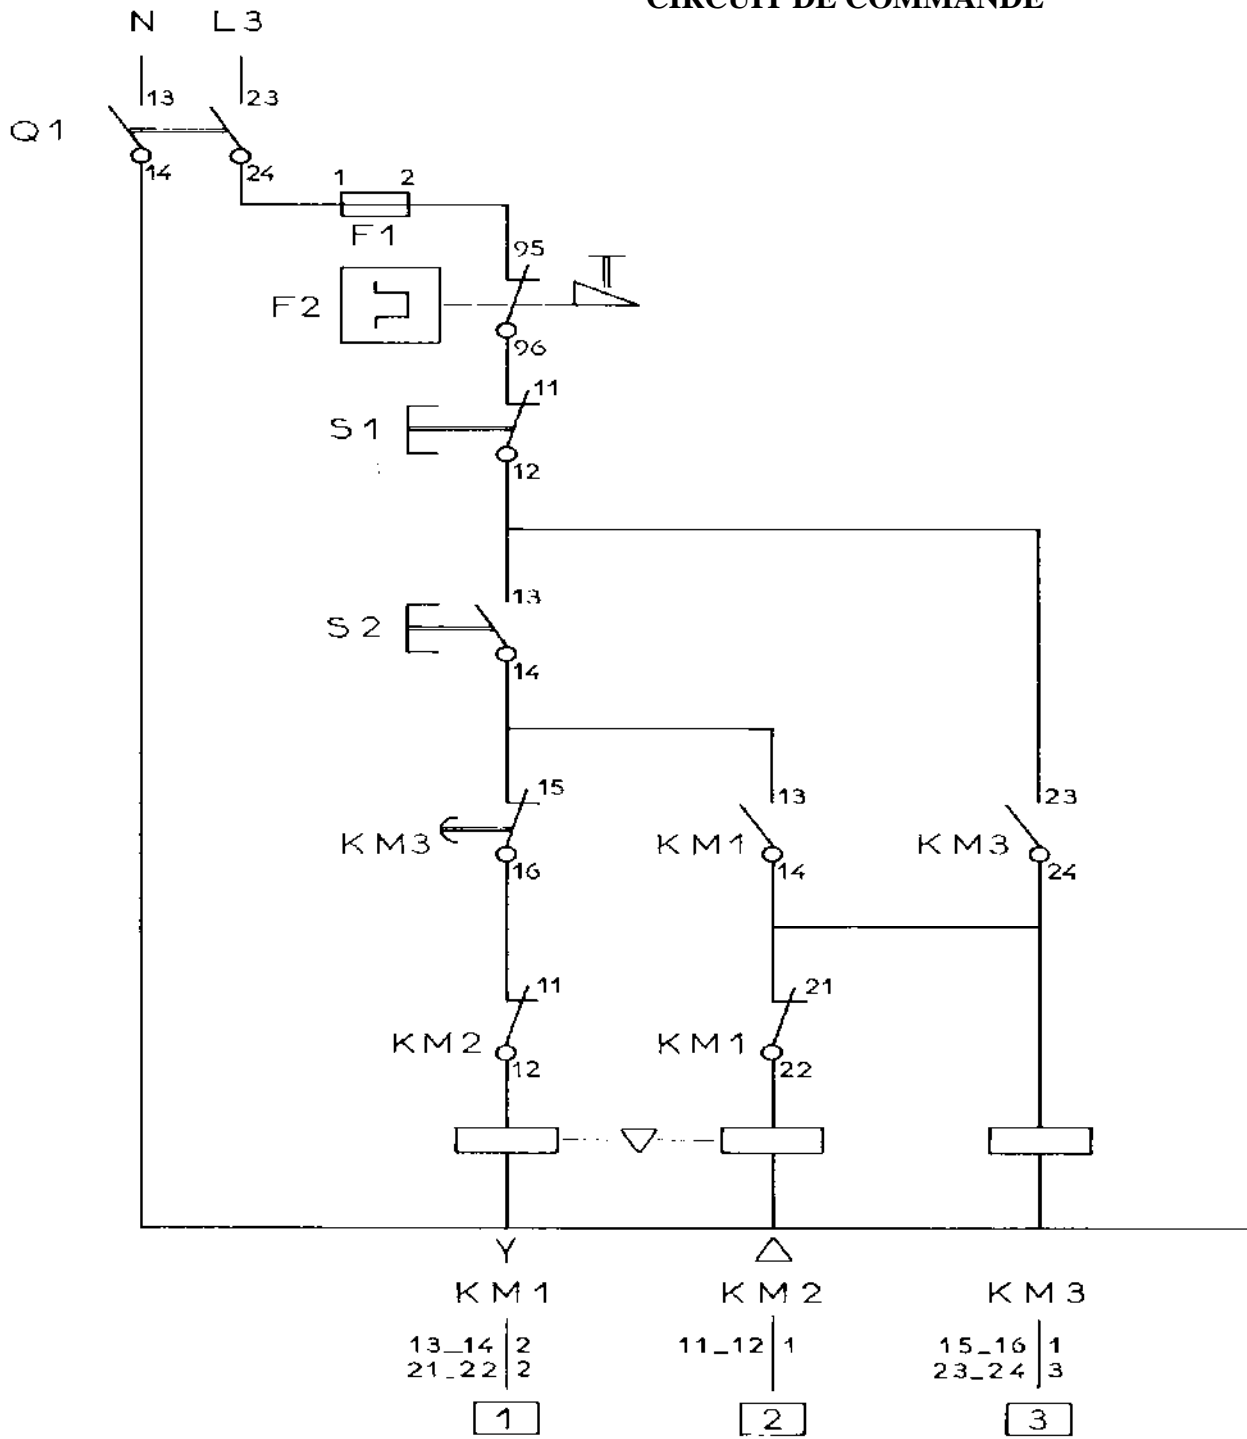 CIRCUIT DE COMMANDE
N L3
13 23
Q1
14 24
1 2
F1
95
F2
96
11
S1
12
13
S2
14
15 13 23
KM3 KM1 KM3
16 14 24
11 21
KM2 KM1
12 22
Y
KM1 KM2 KM3
13_14 2 11_12 1 15_16 1
21_22 2 23_24 3
1 2 3